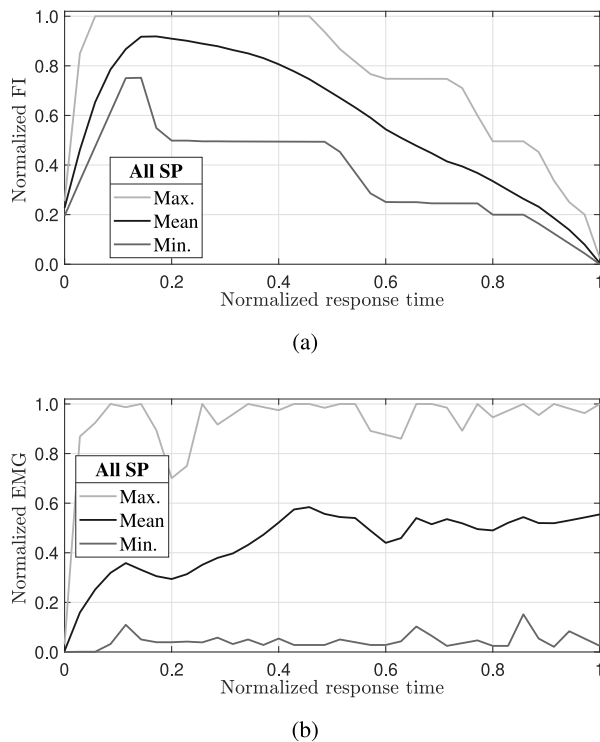 1.0
0.8
0.6
0.4
0.2
0.0
Normalized FI
All SP
Max.
Mean
Min.
0 0.2 0.4 0.6 0.8 1
Normalized response time
(a)
1.0
0.8
0.6
0.4
0.2
0.0
Normalized EMG
All SP
Max.
Mean
Min.
0 0.2 0.4 0.6 0.8 1
Normalized response time
(b)